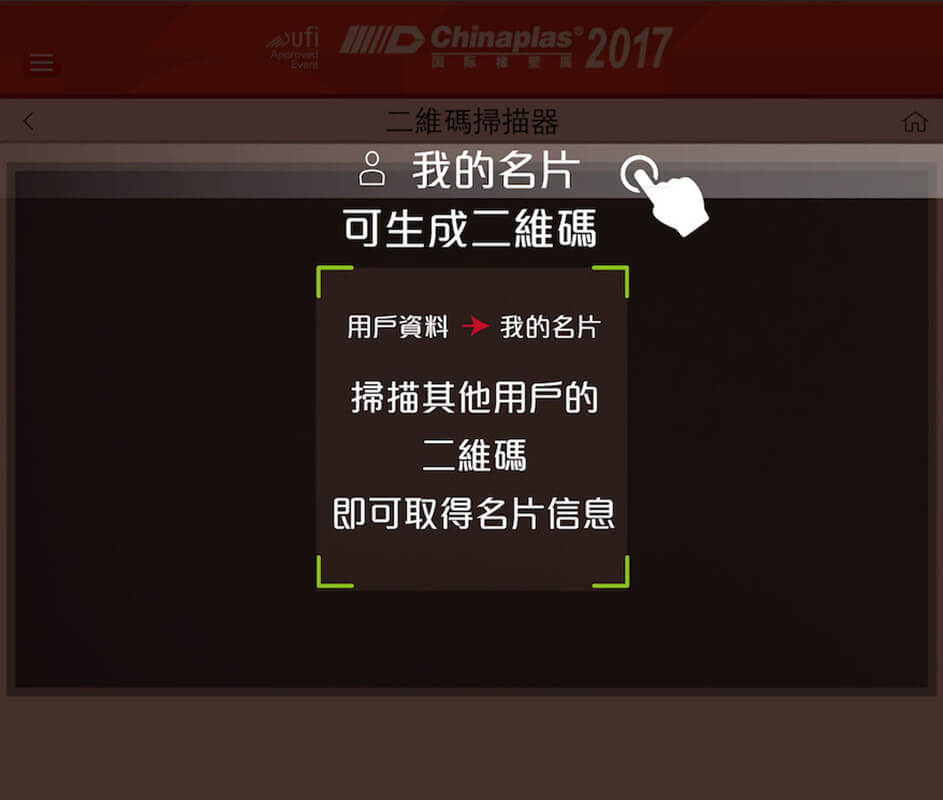 ufi
Approved
Event
Chinaplas® 2017
国际橡塑展
二維碼掃描器
我的名片
可生成二維碼
用戶資料 我的名片
掃描其他用戶的
二維碼
即可取得名片信息